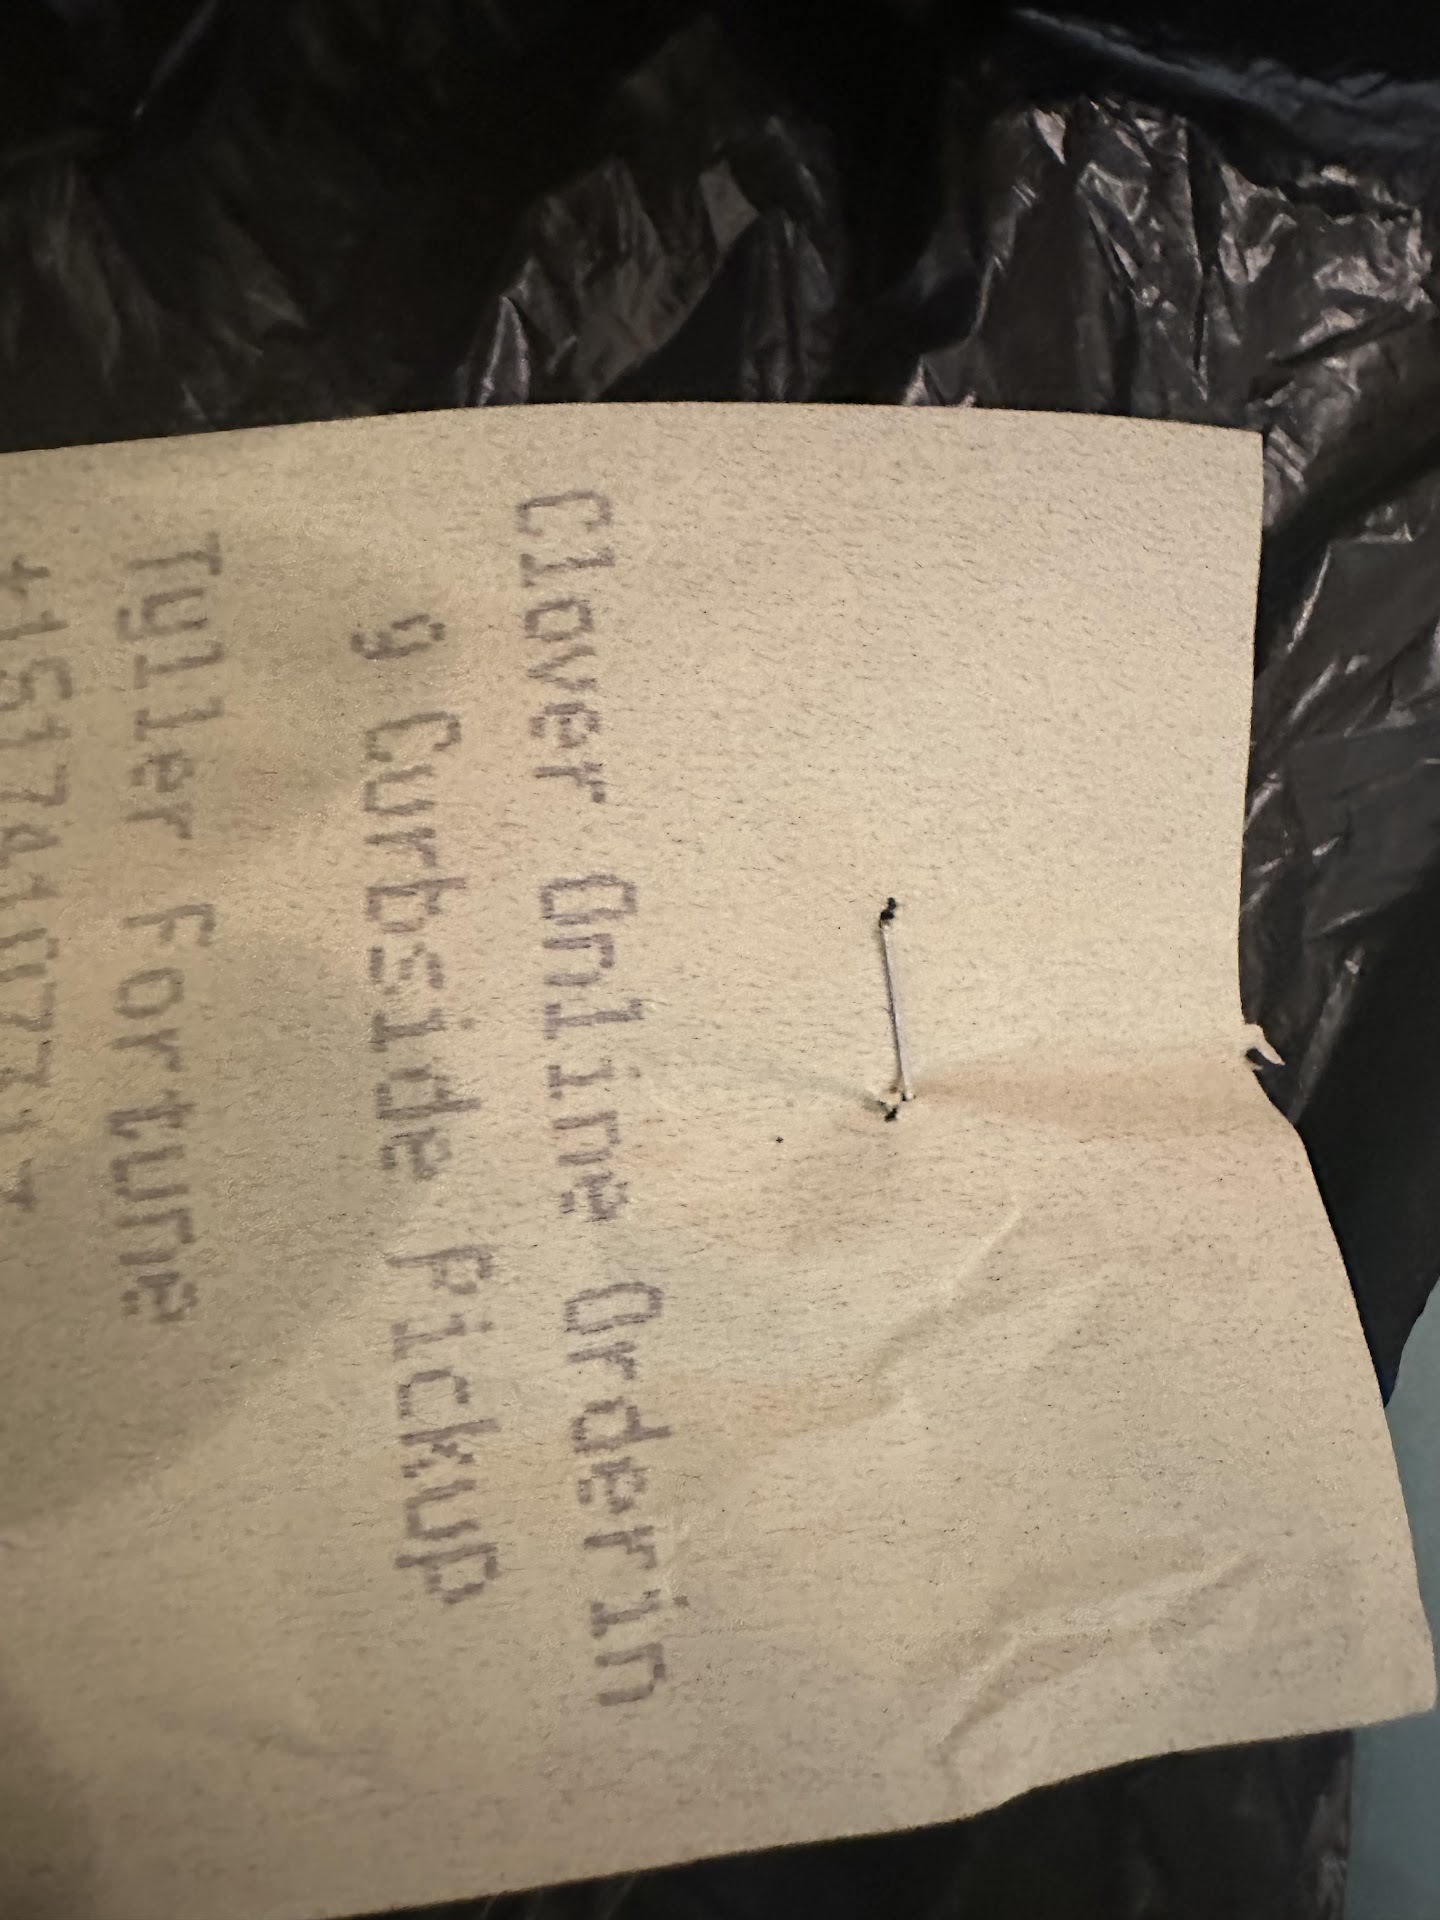 Clover Online Orderin
g Curbside Pickup
Tyller Fortune